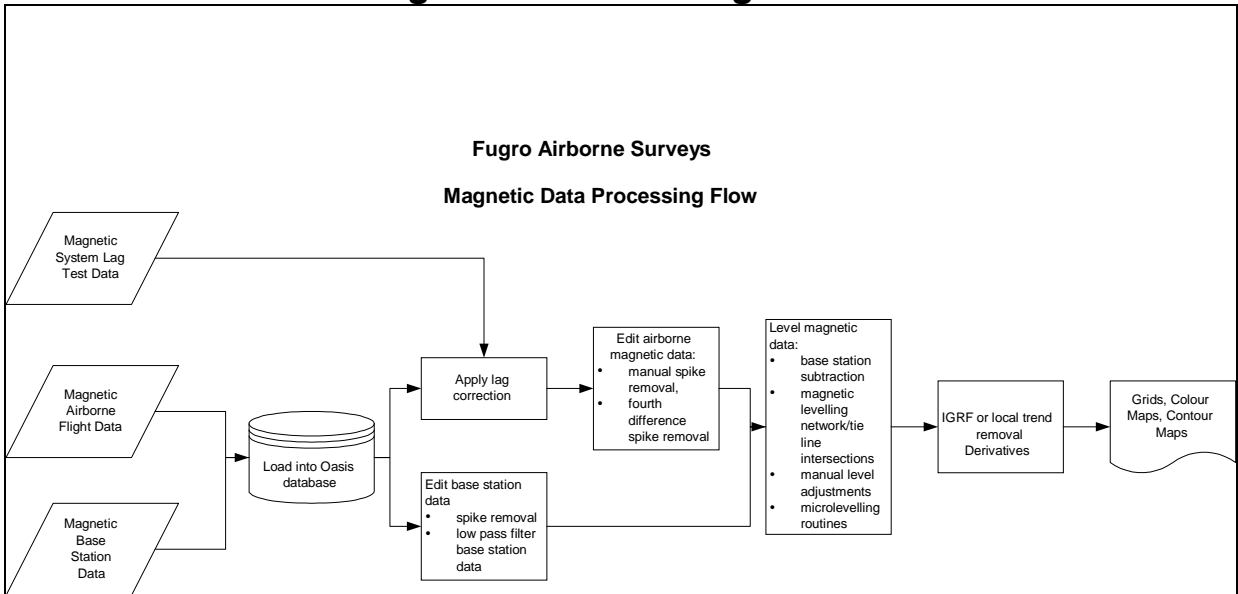 Fugro Airborne Surveys
Magnetic Data Processing Flow
Magnetic
System Lag
Test Data
Magnetic
Airborne
Flight Data
Magnetic
Base
Station
Data
Load into Oasis
database
Apply lag
correction
Edit base station
data
• spike removal
• low pass filter
base station
data
Edit airborne
magnetic data:
• manual spike
removal,
• fourth
difference
spike removal
Level magnetic
data:
• base station
subtraction
• magnetic
levelling
network/tie
line
intersections
• manual level
adjustments
• microlevelling
routines
IGRF or local trend
removal
Derivatives
Grids, Colour
Maps, Contour
Maps